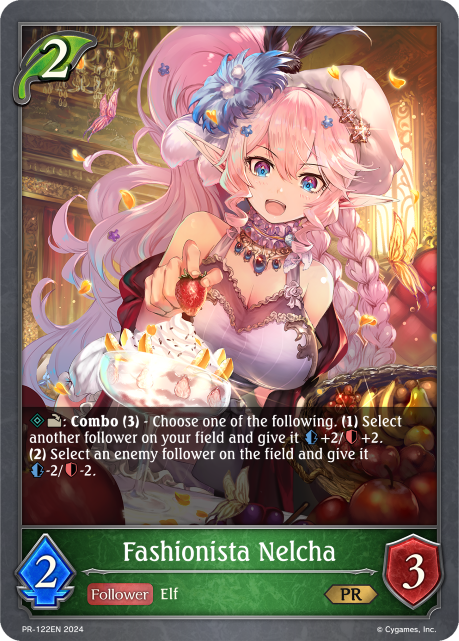 2
: Combo (3) - Choose one of the following. (1) Select
another follower on your field and give it +2/ +2.
(2) Select an enemy follower on the field and give it
-2/ -2.
Fashionista Nelcha
2
Follower Elf
PR
3
PR-122EN 2024
© Cygames, Inc.